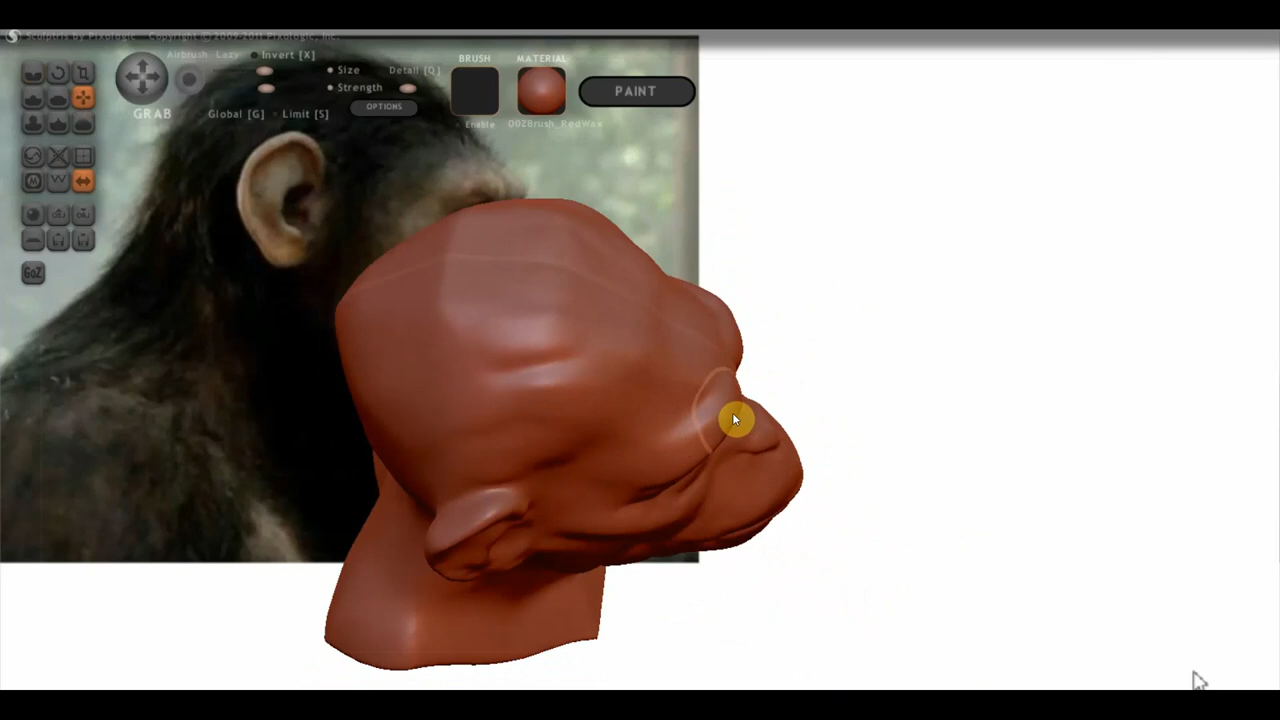 Sculptris by Pixologic   Copyright © 2009-2011 Pixologic, Inc.
Airbrush Lazy Invert [X]
Size Detail [Q]
Strength
OPTIONS
GRAB
Global [G] Limit [S]
BRUSH
Enable
MATERIAL
00ZBrush_RedWax
PAINT
GoZ